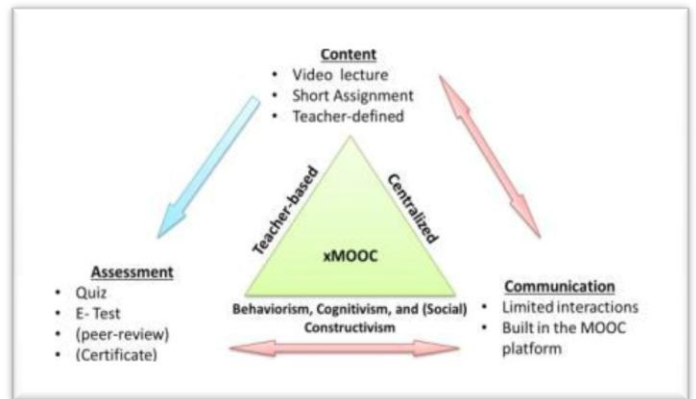 Content
• Video lecture
• Short Assignment
• Teacher-defined
Teacher-based
Centralized
xMOOC
Behaviorism, Cognitivism, and (Social)
Constructivism
Assessment
• Quiz
• E- Test
• (peer-review)
• (Certificate)
Communication
• Limited interactions
• Built in the MOOC
platform